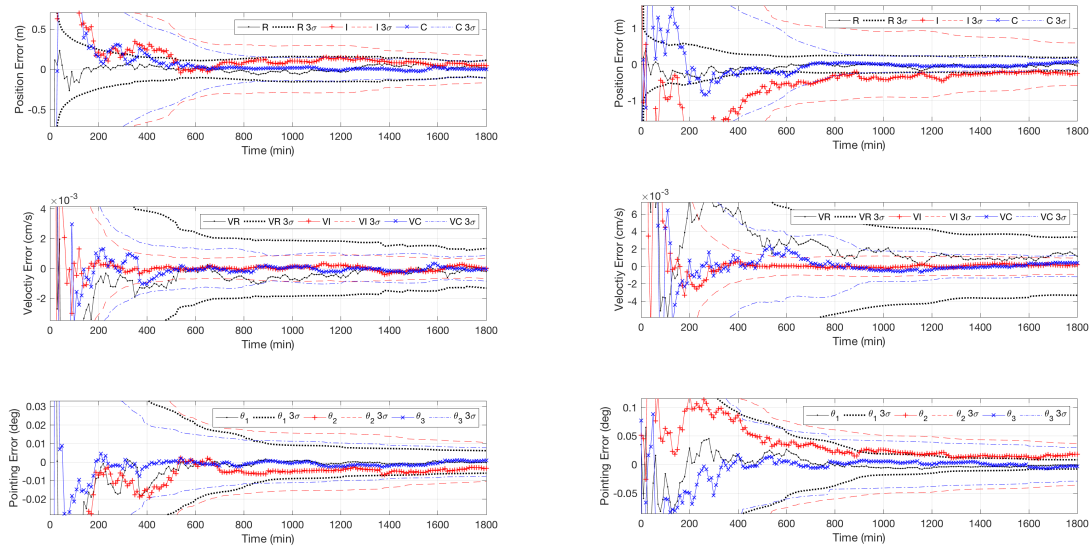 R R 3σ I I 3σ C C 3σ
Position Error (m)
0.5
0
-0.5
200 400 600 800 1000 1200 1400 1600 1800
Time (min)
R R 3σ I I 3σ C C 3σ
Position Error (m)
1
0
-1
0 200 400 600 800 1000 1200 1400 1600 1800
Time (min)
×10⁻³
VR VR 3σ VI VI 3σ VC VC 3σ
Velocity Error (cm/s)
4
2
0
-2
0 200 400 600 800 1000 1200 1400 1600 1800
Time (min)
×10⁻³
VR VR 3σ VI VI 3σ VC VC 3σ
Velocity Error (cm/s)
6
4
2
0
-2
-4
0 200 400 600 800 1000 1200 1400 1600 1800
Time (min)
θ₁ θ₁ 3σ θ₂ θ₂ 3σ θ₃ θ₃ 3σ
Pointing Error (deg)
0.03
0.02
0.01
0
-0.01
-0.02
0 200 400 600 800 1000 1200 1400 1600 1800
Time (min)
θ₁ θ₁ 3σ θ₂ θ₂ 3σ θ₃ θ₃ 3σ
Pointing Error (deg)
0.1
0.05
0
-0.05
0 200 400 600 800 1000 1200 1400 1600 1800
Time (min)